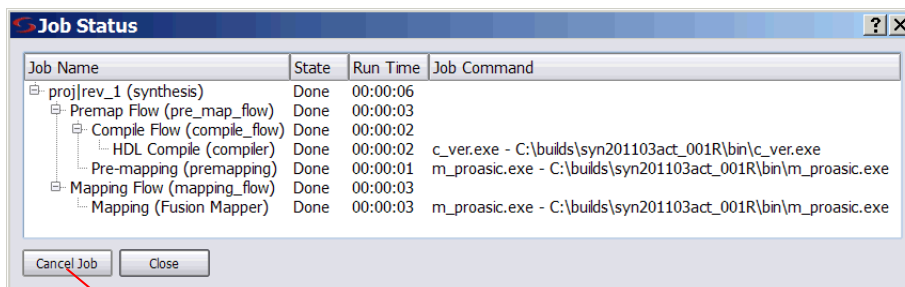 Job Status
? X
Job Name State Run Time Job Command
proj|rev_1 (synthesis) Done 00:00:06
Premap Flow (pre_map_flow) Done 00:00:03
Compile Flow (compile_flow) Done 00:00:02
HDL Compile (compiler) Done 00:00:02 c_ver.exe - C:\builds\syn201103act_001R\bin\c_ver.exe
Pre-mapping (premapping) Done 00:00:01 m_proasic.exe - C:\builds\syn201103act_001R\bin\m_proasic.exe
Mapping Flow (mapping_flow) Done 00:00:03
Mapping (Fusion Mapper) Done 00:00:03 m_proasic.exe - C:\builds\syn201103act_001R\bin\m_proasic.exe
Cancel Job Close